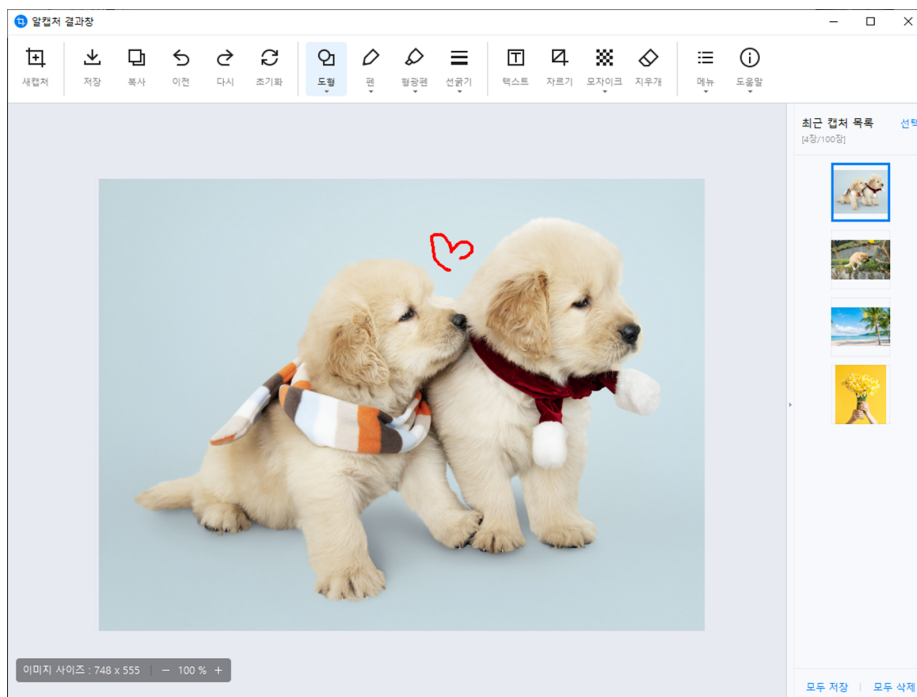 알캡처 결과창
새캡처 저장 복사 이전 다시 초기화 도형 펜 형광펜 선굵기 텍스트 자르기 모자이크 지우개 메뉴 도움말
최근 캡처 목록 선택
[4장/100장]
이미지 사이즈 : 748 x 555 − 100 % +
모두 저장 모두 삭제